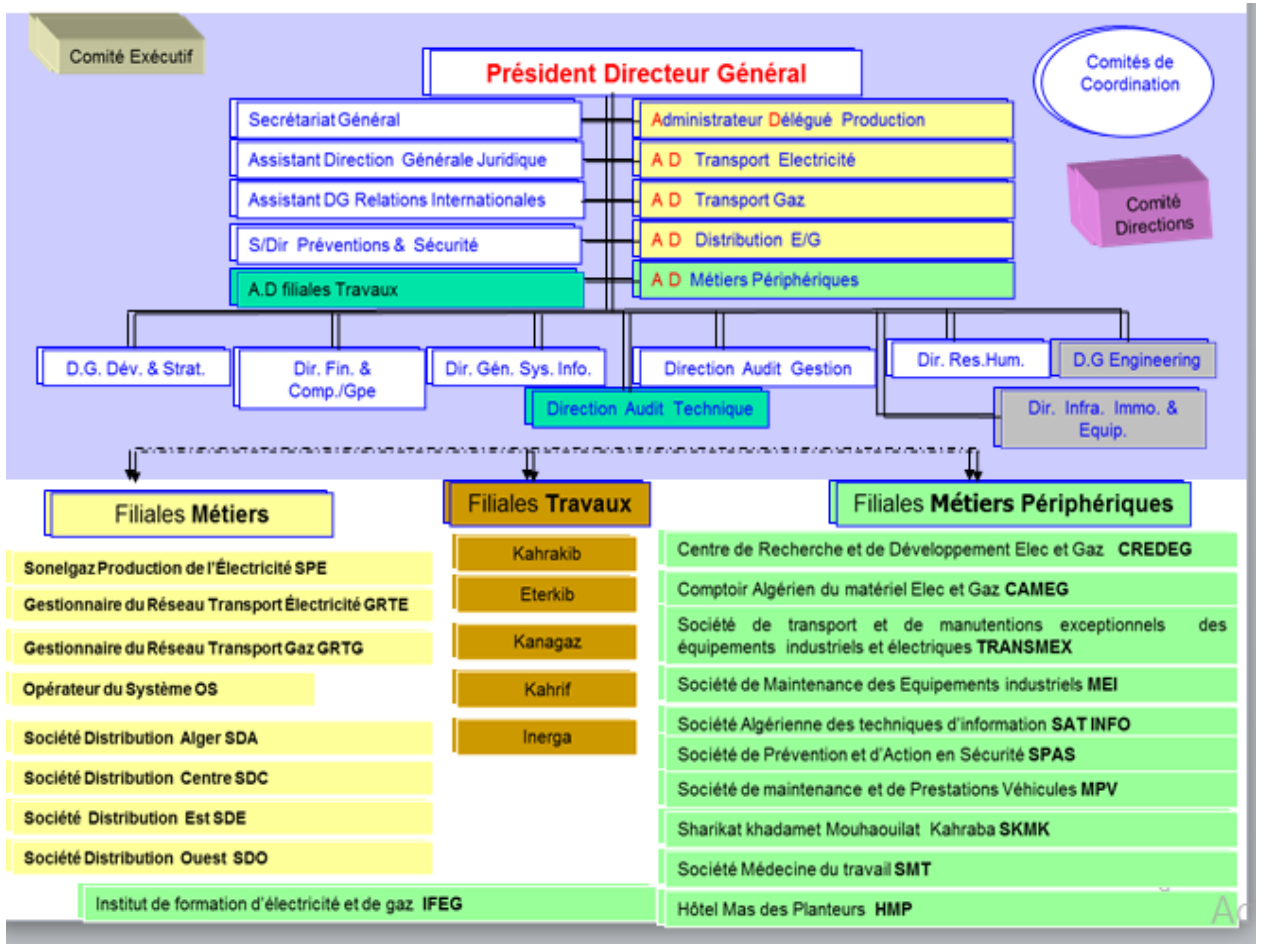 Comité Exécutif
Président Directeur Général
Comités de
Coordination
Secrétariat Général
Administrateur Délégué Production
Assistant Direction Générale Juridique
A D Transport Electricité
Assistant DG Relations Internationales
A D Transport Gaz
Comité
Directions
S/Dir Préventions & Sécurité
A D Distribution E/G
A.D filiales Travaux
A D Métiers Périphériques
D.G. Dév. & Strat.
Dir. Fin. &
Comp./Gpe
Dir. Gén. Sys. Info.
Direction Audit Gestion
Dir. Res.Hum.
D.G Engineering
Direction Audit Technique
Dir. Infra. Immo. &
Equip.
Filiales Métiers
Sonelgaz Production de l'Électricité SPE
Gestionnaire du Réseau Transport Électricité GRTE
Gestionnaire du Réseau Transport Gaz GRTG
Opérateur du Système OS
Société Distribution Alger SDA
Société Distribution Centre SDC
Société Distribution Est SDE
Société Distribution Ouest SDO
Institut de formation d'électricité et de gaz IFEG
Filiales Travaux
Kahrakib
Eterkib
Kanagaz
Kahrif
Inerga
Filiales Métiers Périphériques
Centre de Recherche et de Développement Elec et Gaz CREDEG
Comptoir Algérien du matériel Elec et Gaz CAMEG
Société de transport et de manutentions exceptionnels des
équipements industriels et électriques TRANSMEX
Société de Maintenance des Equipements industriels MEI
Société Algérienne des techniques d'information SAT INFO
Société de Prévention et d'Action en Sécurité SPAS
Société de maintenance et de Prestations Véhicules MPV
Sharikat khadamet Mouhaouilat Kahraba SKMK
Société Médecine du travail SMT
Hôtel Mas des Planteurs HMP